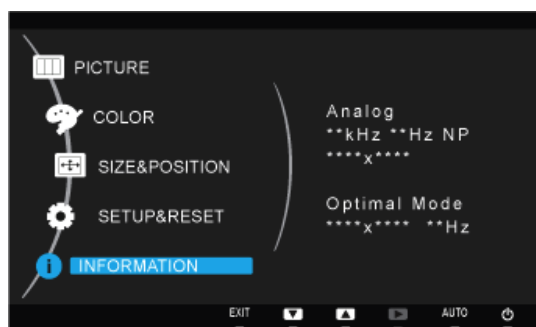 PICTURE
COLOR
SIZE&POSITION
SETUP&RESET
INFORMATION
Analog
**kHz **Hz NP
****x****
Optimal Mode
****x**** **Hz
EXIT AUTO